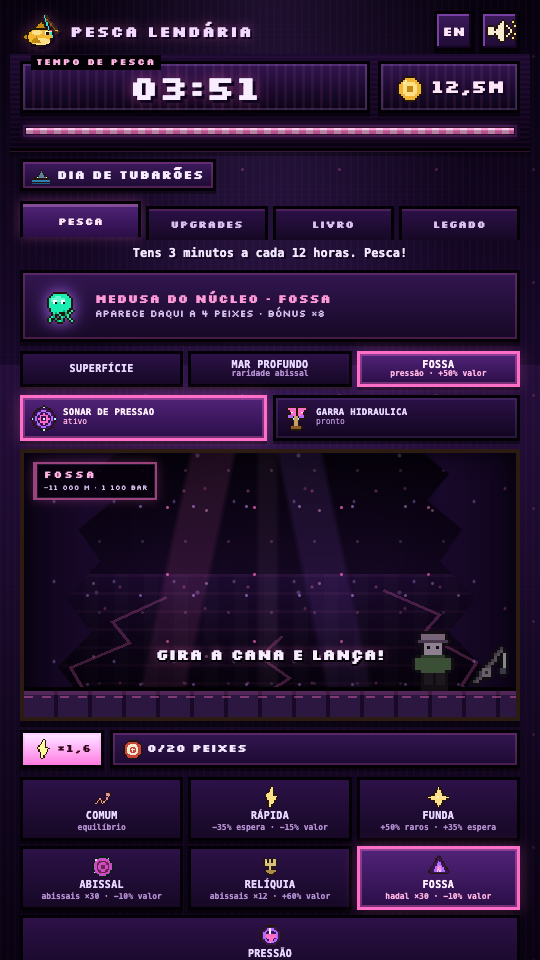 PESCA LENDÁRIA
EN
TEMPO DE PESCA
03:51
12,5M
DIA DE TUBARÕES
PESCA
UPGRADES
LIVRO
LEGADO
Tens 3 minutos a cada 12 horas. Pesca!
MEDUSA DO NÚCLEO - FOSSA
APARECE DAQUI A 4 PEIXES · BÓNUS ×8
SUPERFÍCIE
MAR PROFUNDO
raridade abissal
FOSSA
pressão · +50% valor
SONAR DE PRESSAO
ativo
GARRA HIDRAULICA
pronto
FOSSA
-11 000 M · 1 100 BAR
GIRA A CANA E LANÇA!
×1,6
0/20 PEIXES
COMUM
equilíbrio
RÁPIDA
-35% espera · -15% valor
FUNDA
+50% raros · +35% espera
ABISSAL
abissais ×30 · -10% valor
RELÍQUIA
abissais ×12 · +60% valor
FOSSA
hadal ×30 · -10% valor
PRESSÃO